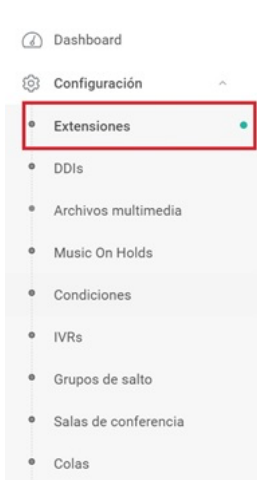 Dashboard
Configuración
Extensiones
DDIs
Archivos multimedia
Music On Holds
Condiciones
IVRs
Grupos de salto
Salas de conferencia
Colas